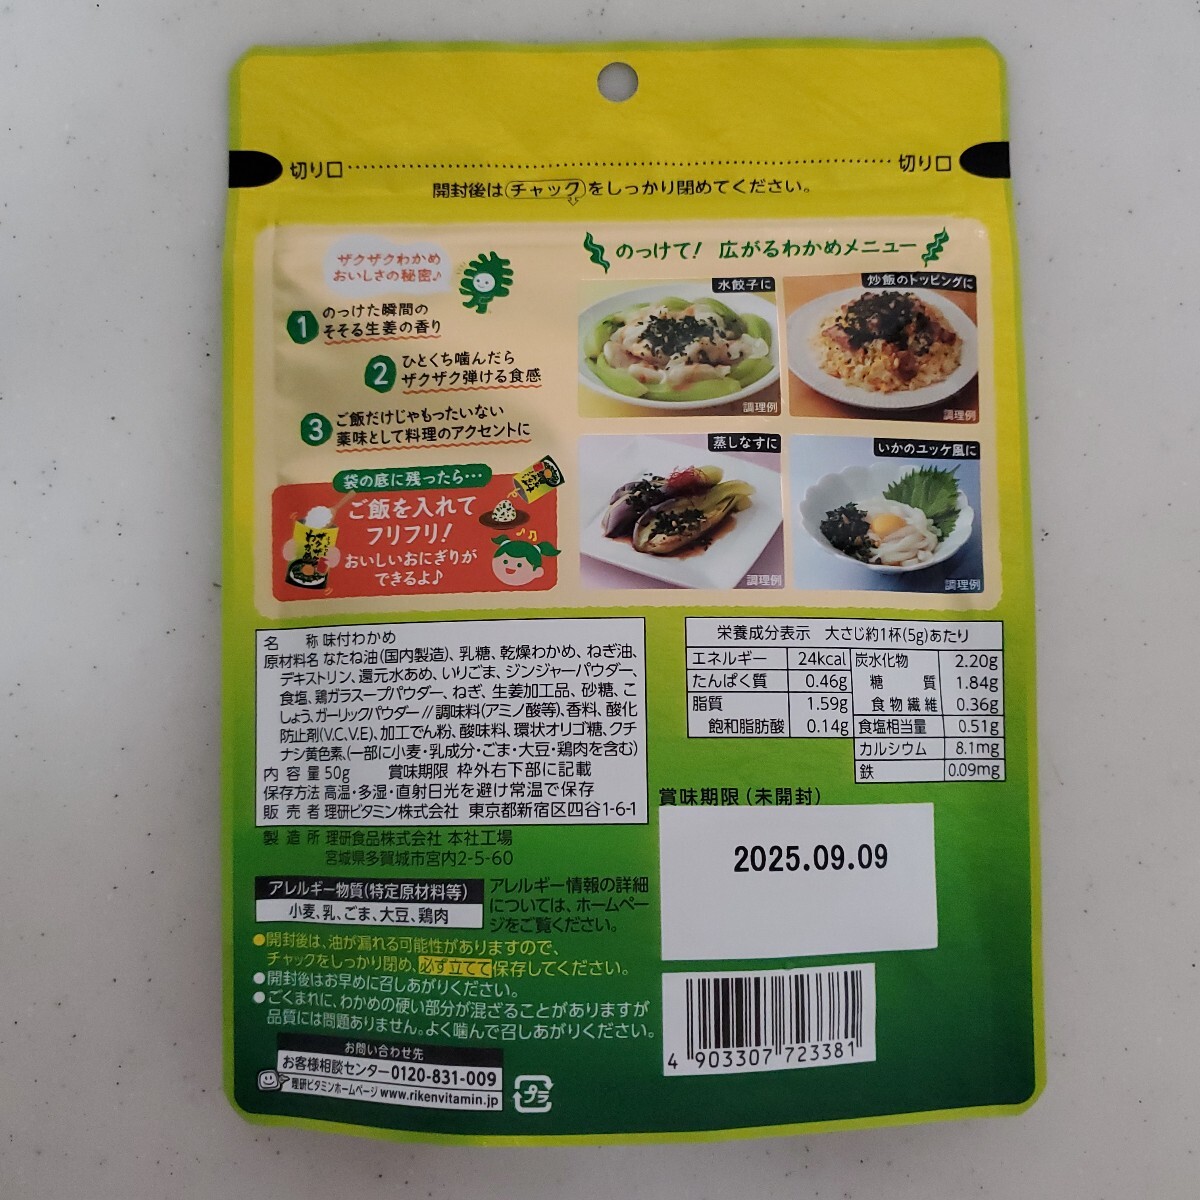 切り口
切り口
開封後はチャックをしっかり閉めてください。
ザクザクわかめ
おいしさの秘密♪
1 のっけた瞬間の
そそる生姜の香り
2 ひとくち噛んだら
ザクザク弾ける食感
3 ご飯だけじゃもったいない
薬味として料理のアクセントに
袋の底に残ったら…
ご飯を入れて
フリフリ!
おいしいおにぎりが
できるよ♪
のっけて! 広がるわかめメニュー
水餃子に
調理例
炒飯のトッピングに
調理例
蒸しなすに
調理例
いかのユッケ風に
調理例
名称 味付わかめ
原材料名 なたね油(国内製造)、乳糖、乾燥わかめ、ねぎ油、
デキストリン、還元水あめ、いりごま、ジンジャーパウダー、
食塩、鶏ガラスープパウダー、ねぎ、生姜加工品、砂糖、こ
しょう、ガーリックパウダー//調味料(アミノ酸等)、香料、酸化
防止剤(V.C、V.E)、加工でん粉、酸味料、環状オリゴ糖、クチ
ナシ黄色素、(一部に小麦・乳成分・ごま・大豆・鶏肉を含む)
内容量 50g 賞味期限 枠外右下部に記載
保存方法 高温・多湿・直射日光を避け常温で保存
販売者 理研ビタミン株式会社 東京都新宿区四谷1-6-1
製造所 理研食品株式会社 本社工場
宮城県多賀城市宮内2-5-60
アレルギー物質(特定原材料等)
小麦、乳、ごま、大豆、鶏肉
アレルギー情報の詳細
については、ホームペー
ジをご覧ください。
●開封後は、油が漏れる可能性がありますので、
チャックをしっかり閉め、必ず立てて保存してください。
●開封後はお早めに召しあがりください。
●ごくまれに、わかめの硬い部分が混ざることがありますが
品質には問題ありません。よく噛んで召しあがりください。
お問い合わせ先
お客様相談センター 0120-831-009
理研ビタミンホームページ www.rikenvitamin.jp
プラ
栄養成分表示 大さじ約1杯(5g)あたり
エネルギー 24kcal
たんぱく質 0.46g
脂質 1.59g
飽和脂肪酸 0.14g
炭水化物 2.20g
糖質 1.84g
食物繊維 0.36g
食塩相当量 0.51g
カルシウム 8.1mg
鉄 0.09mg
賞味期限(未開封)
2025.09.09
4 903307 723381